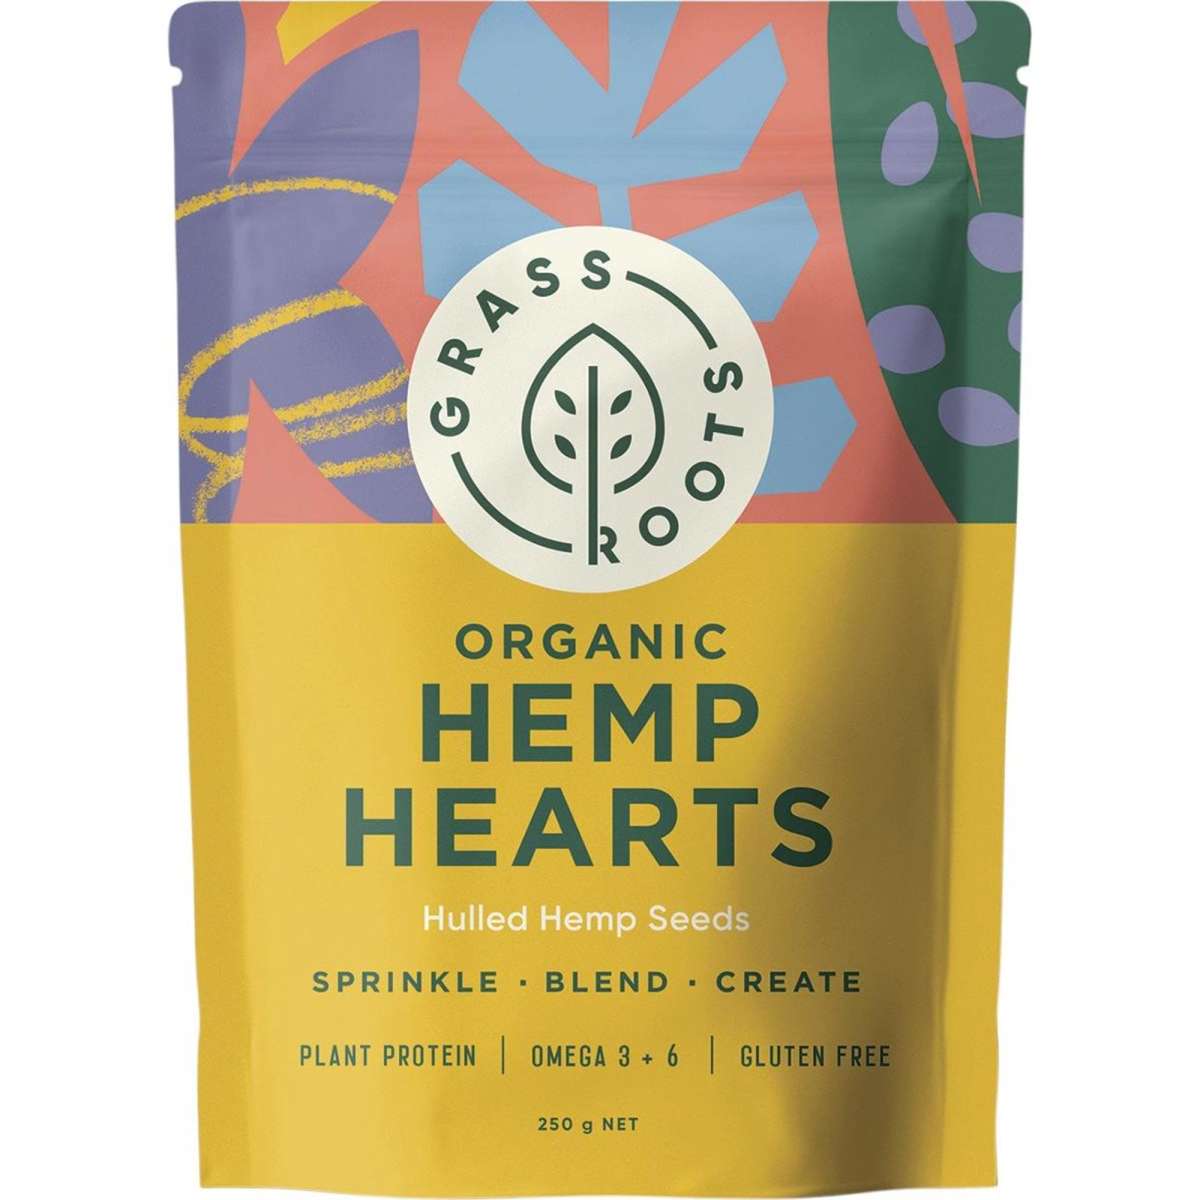 GRASS
ROOTS
ORGANIC
HEMP
HEARTS
Hulled Hemp Seeds
SPRINKLE · BLEND · CREATE
PLANT PROTEIN | OMEGA 3 + 6 | GLUTEN FREE
250 g NET